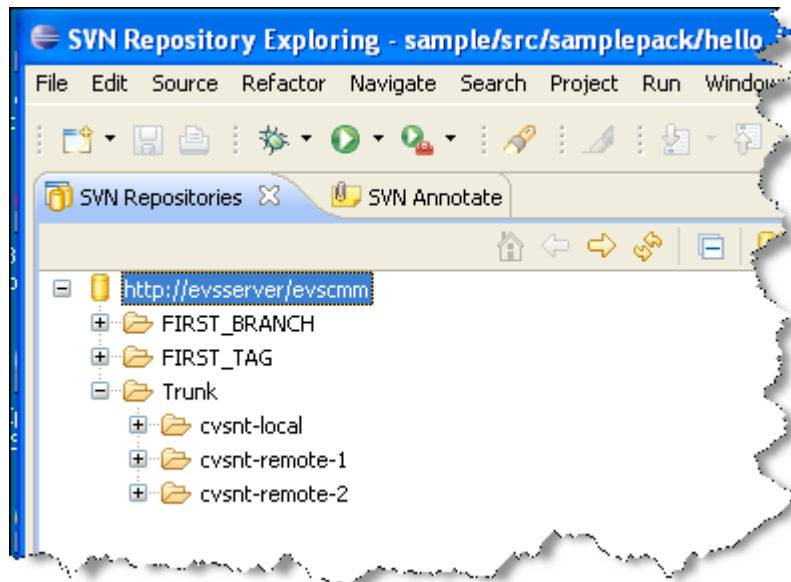 SVN Repository Exploring - sample/src/samplepack/hello
File Edit Source Refactor Navigate Search Project Run Window
SVN Repositories SVN Annotate
http://evsserver/evscmm
FIRST_BRANCH
FIRST_TAG
Trunk
cvsnt-local
cvsnt-remote-1
cvsnt-remote-2